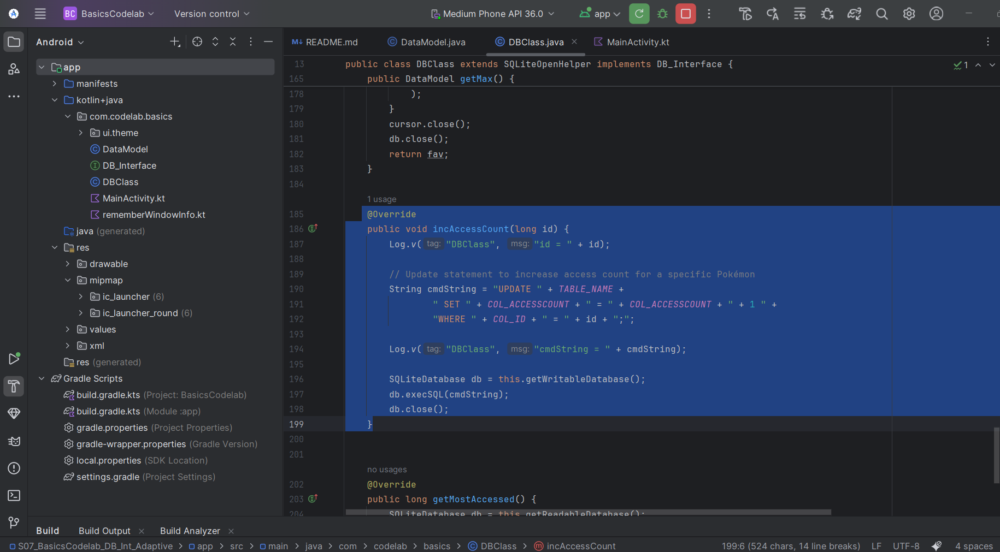 BC BasicsCodelab Version control Medium Phone API 36.0 app
Android
README.md DataModel.java DBClass.java MainActivity.kt
app
manifests
kotlin+java
com.codelab.basics
ui.theme
DataModel
DB_Interface
DBClass
MainActivity.kt
rememberWindowInfo.kt
java (generated)
res
drawable
mipmap
ic_launcher (6)
ic_launcher_round (6)
values
xml
res (generated)
Gradle Scripts
build.gradle.kts (Project: BasicsCodelab)
build.gradle.kts (Module :app)
gradle.properties (Project Properties)
gradle-wrapper.properties (Gradle Version)
local.properties (SDK Location)
settings.gradle (Project Settings)
13 public class DBClass extends SQLiteOpenHelper implements DB_Interface {
1
165 public DataModel getMax() {
178 );
179 }
180 cursor.close();
181 db.close();
182 return fav;
183 }
184
1 usage
185 @Override
186 public void incAccessCount(long id) {
187 Log.v( tag: "DBClass", msg: "id = " + id);
188
189 // Update statement to increase access count for a specific Pokémon
190 String cmdString = "UPDATE " + TABLE_NAME +
191 " SET " + COL_ACCESSCOUNT + " = " + COL_ACCESSCOUNT + " + 1 " +
192 "WHERE " + COL_ID + " = " + id + ";";
193
194 Log.v( tag: "DBClass", msg: "cmdString = " + cmdString);
195
196 SQLiteDatabase db = this.getWritableDatabase();
197 db.execSQL(cmdString);
198 db.close();
199 }
200
201
no usages
202 @Override
203 public long getMostAccessed() {
204 SQLiteDatabase db = this.getReadableDatabase();
Build Build Output Build Analyzer
S07_BasicsCodelab_DB_Int_Adaptive > app > src > main > java > com > codelab > basics > DBClass > incAccessCount 199:6 (524 chars, 14 line breaks) LF UTF-8 4 spaces